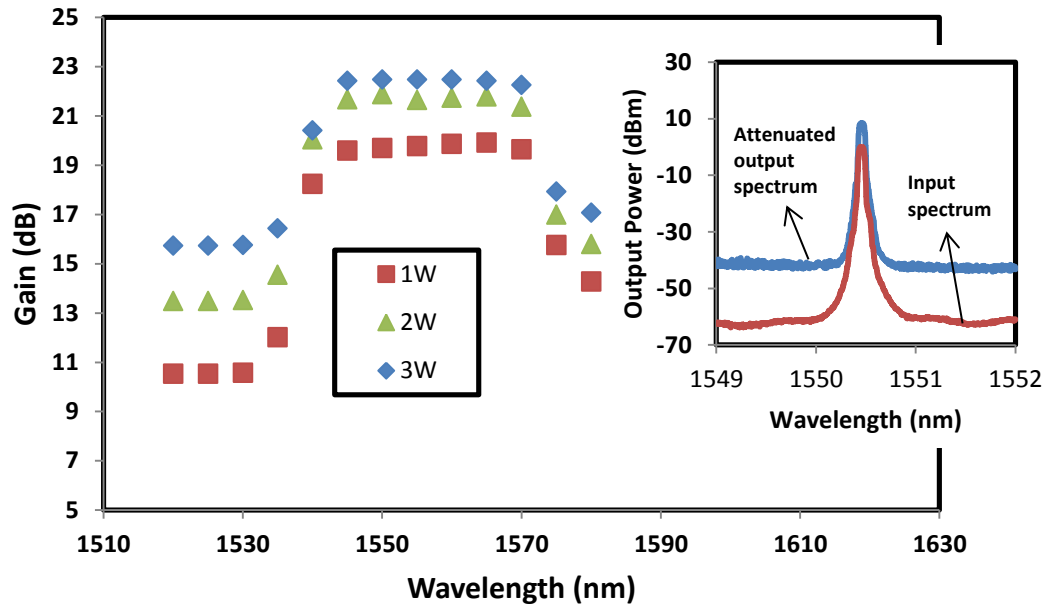 25
23
21
19
17
15
13
11
9
7
5
Gain (dB)
1510
1530
1550
1570
1590
1610
1630
Wavelength (nm)
1W
2W
3W
30
10
-10
-30
-50
-70
Output Power (dBm)
1549
1550
1551
1552
Wavelength (nm)
Attenuated
output
spectrum
Input
spectrum